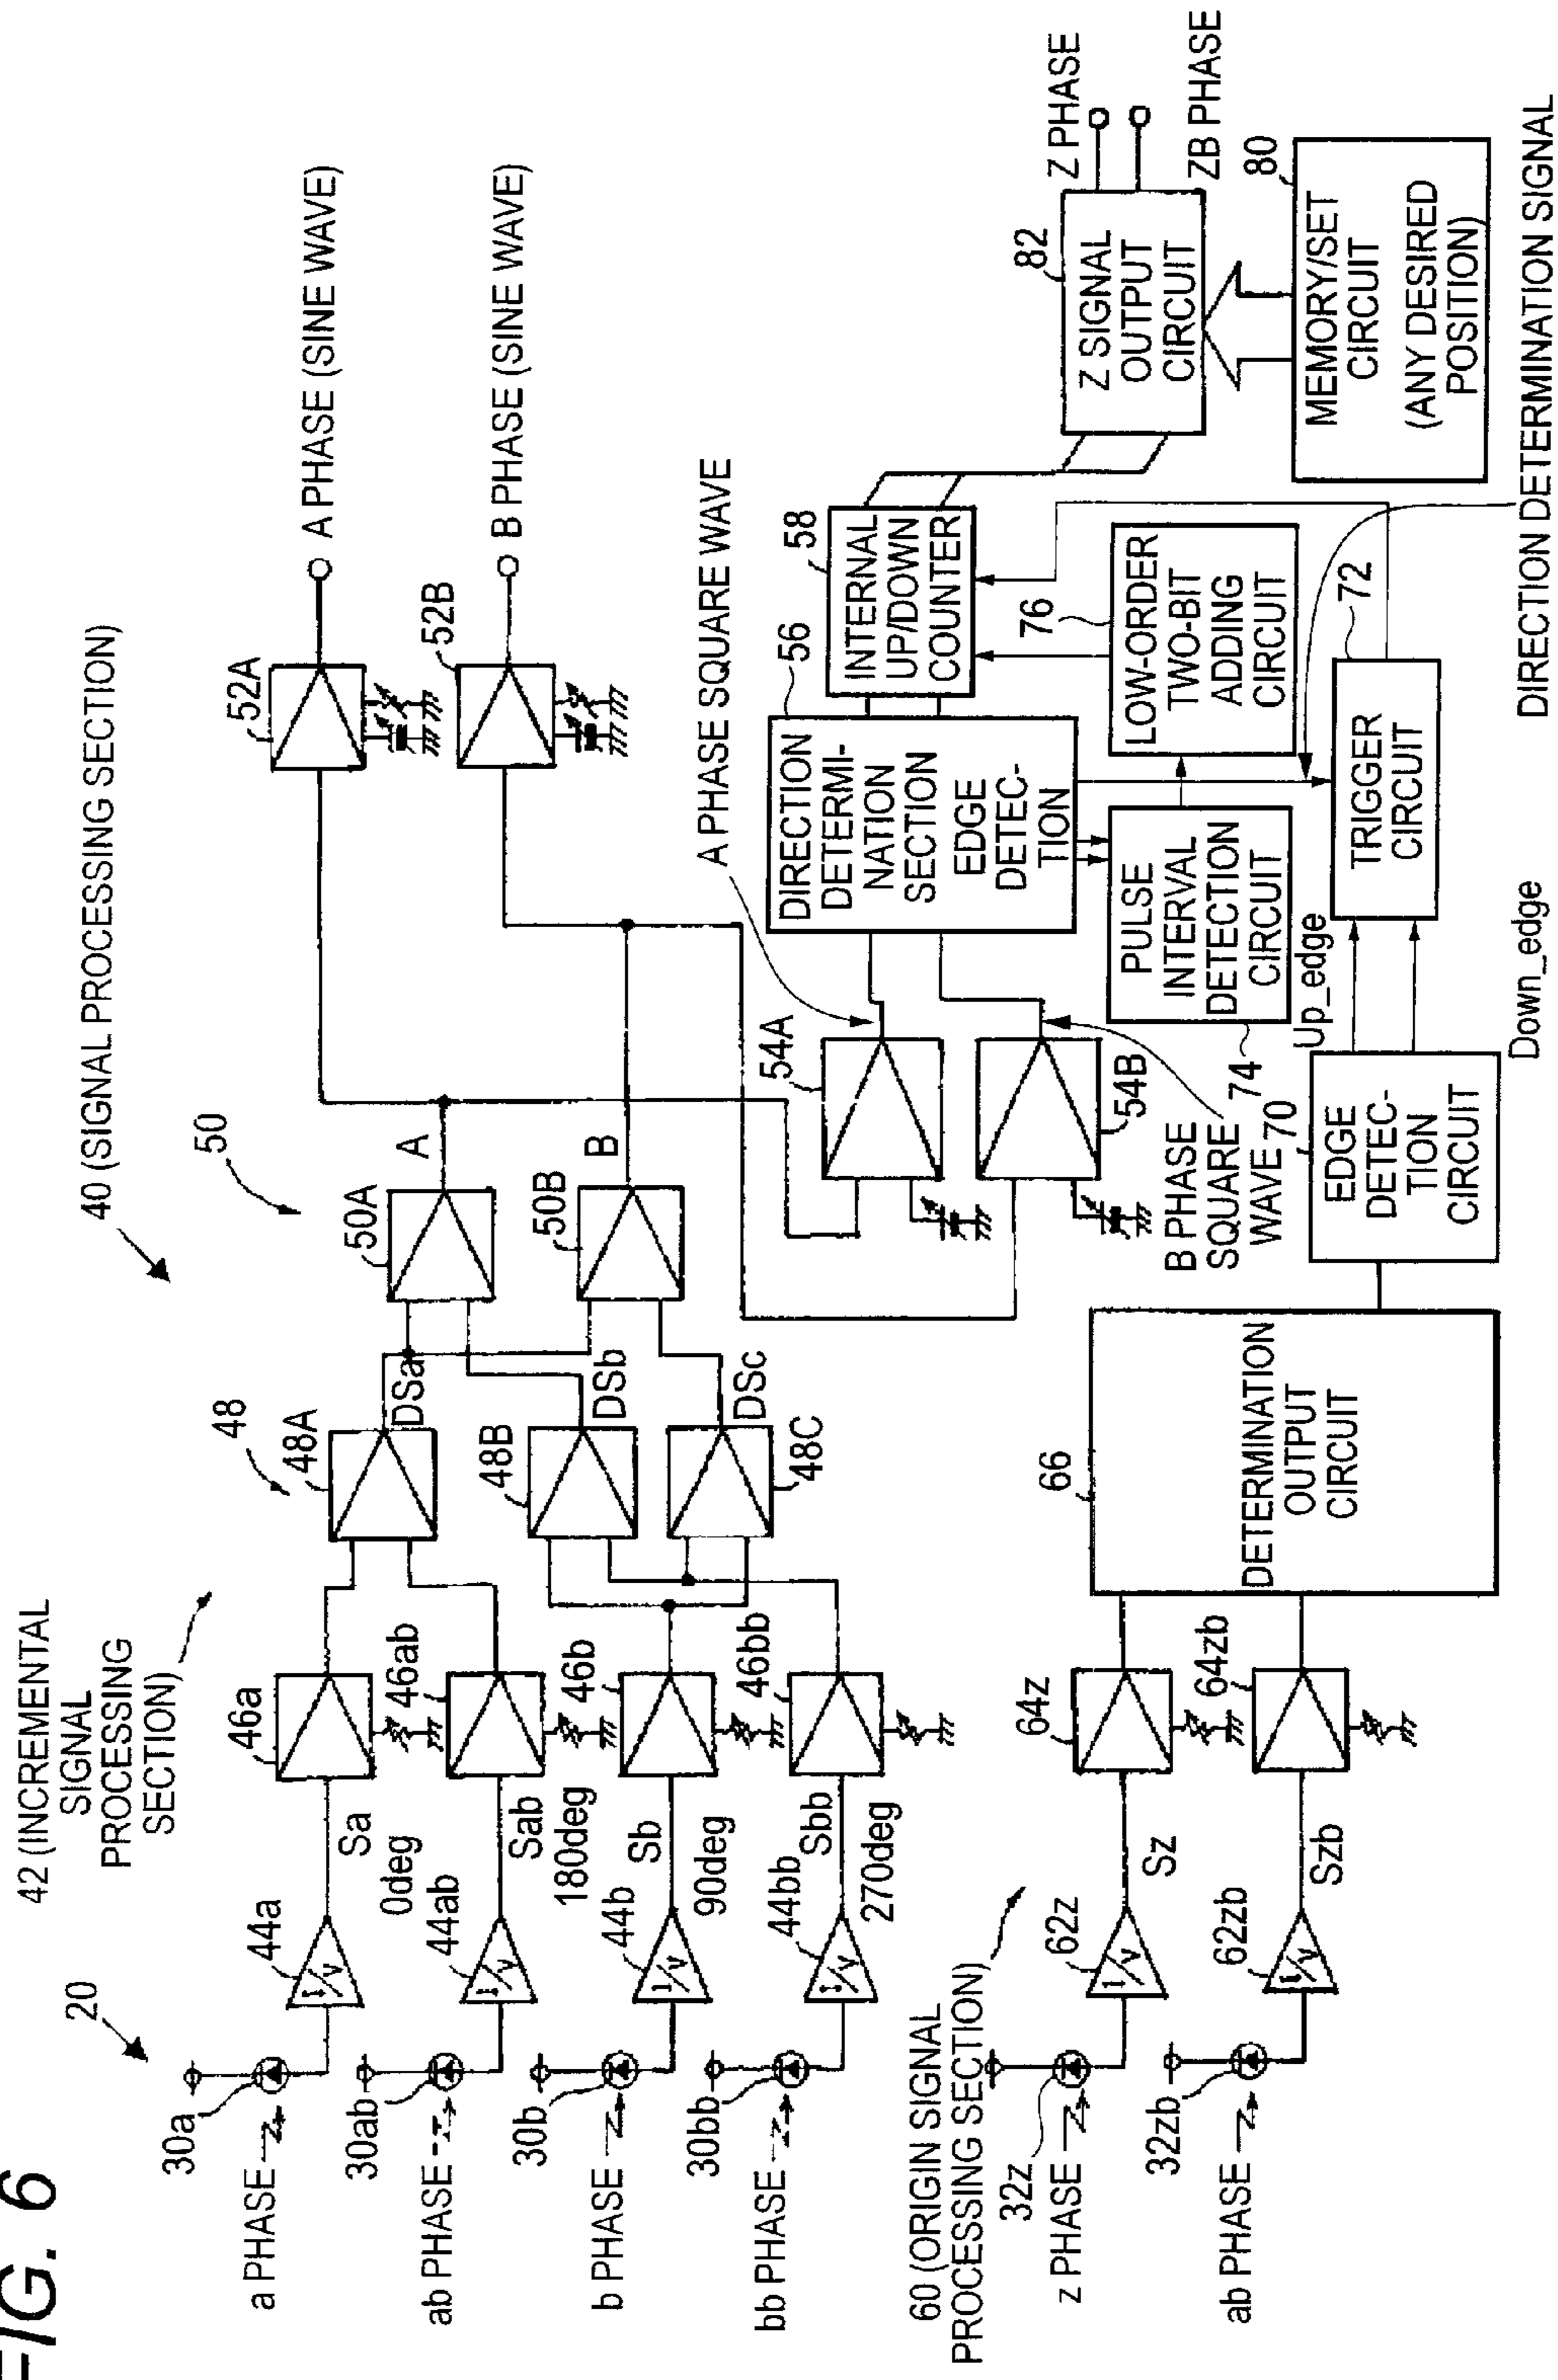 FIG. 6
40 (SIGNAL PROCESSING SECTION)
42 (INCREMENTAL
SIGNAL
PROCESSING
SECTION)
20
30a
a PHASE
44a
Sa
0deg
46a
30ab
ab PHASE
44ab
Sab
180deg
46ab
30b
b PHASE
44b
Sb
90deg
46b
30bb
bb PHASE
44bb
Sbb
270deg
46bb
I/V
I/V
I/V
I/V
48
48A
DSa
48B
DSb
48C
DSc
50
50A
A
50B
B
52A
A PHASE (SINE WAVE)
52B
B PHASE (SINE WAVE)
A PHASE SQUARE WAVE
54A
54B
B PHASE
SQUARE
WAVE
56
DIRECTION
DETERMI-
NATION
SECTION
EDGE
DETEC-
TION
58
INTERNAL
UP/DOWN
COUNTER
74
PULSE
INTERVAL
DETECTION
CIRCUIT
76
LOW-ORDER
TWO-BIT
ADDING
CIRCUIT
82
Z SIGNAL
OUTPUT
CIRCUIT
Z PHASE
ZB PHASE
80
MEMORY/SET
CIRCUIT
(ANY DESIRED
POSITION)
DIRECTION DETERMINATION SIGNAL
60 (ORIGIN SIGNAL
PROCESSING SECTION)
32z
z PHASE
62z
I/V
Sz
64z
32zb
ab PHASE
62zb
I/V
Szb
64zb
66
DETERMINATION
OUTPUT
CIRCUIT
70
EDGE
DETEC-
TION
CIRCUIT
Up_edge
Down_edge
72
TRIGGER
CIRCUIT